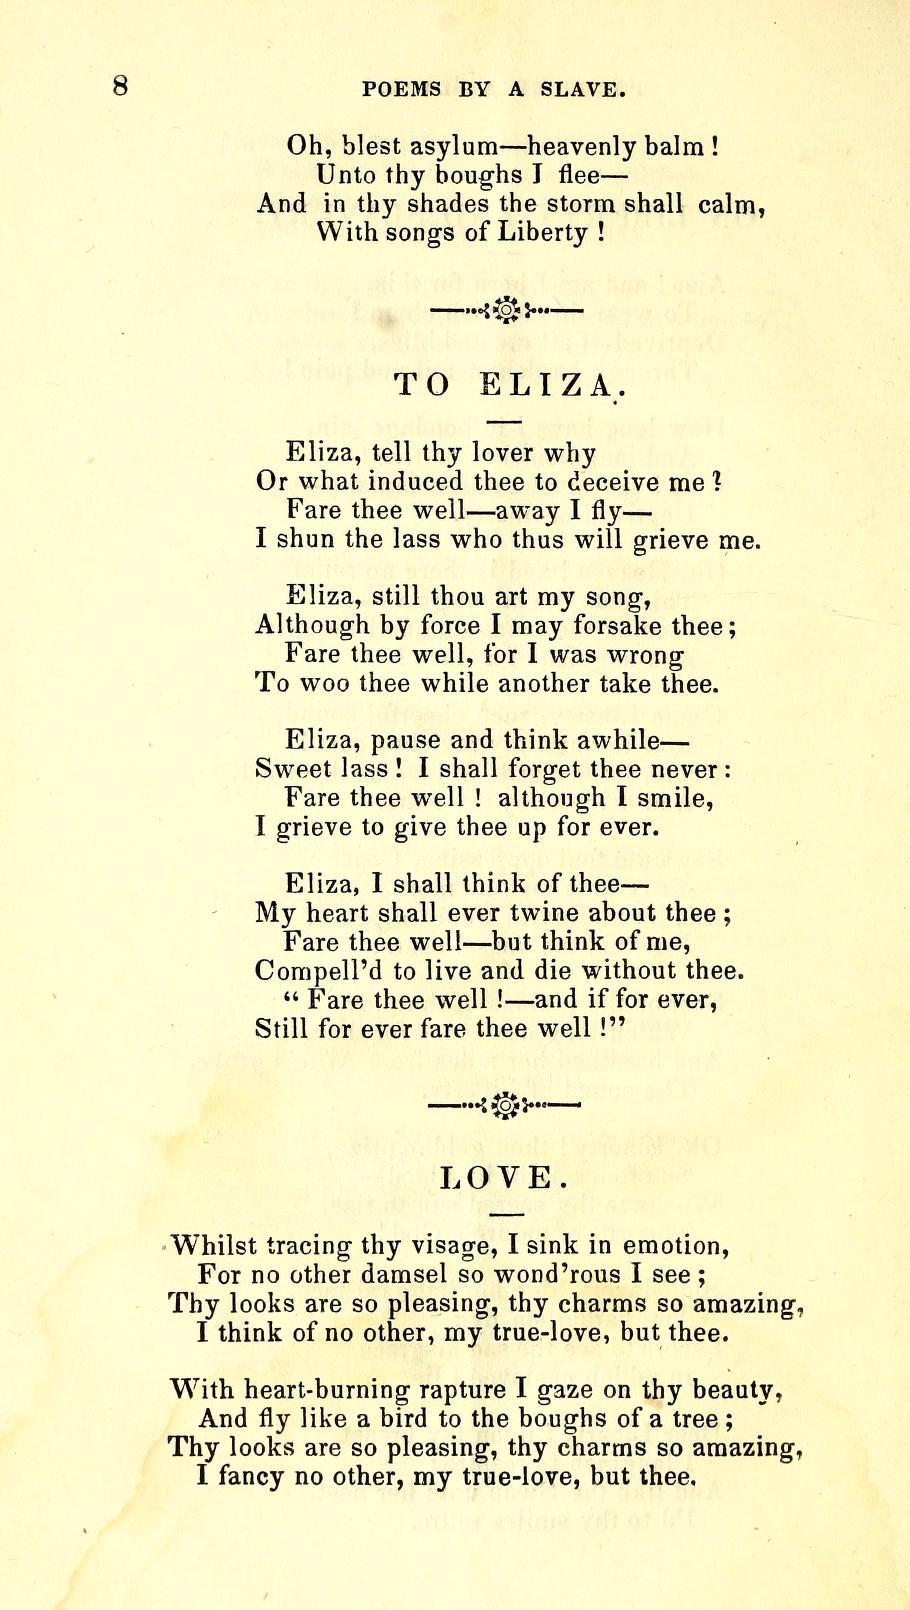 8 POEMS BY A SLAVE.
Oh, blest asylum—heavenly balm!
Unto thy boughs I flee—
And in thy shades the storm shall calm,
With songs of Liberty!
TO ELIZA.
Eliza, tell thy lover why
Or what induced thee to deceive me?
Fare thee well—away I fly—
I shun the lass who thus will grieve me.
Eliza, still thou art my song,
Although by force I may forsake thee;
Fare thee well, for I was wrong
To woo thee while another take thee.
Eliza, pause and think awhile—
Sweet lass! I shall forget thee never:
Fare thee well! although I smile,
I grieve to give thee up for ever.
Eliza, I shall think of thee—
My heart shall ever twine about thee;
Fare thee well—but think of me,
Compell'd to live and die without thee.
"Fare thee well!—and if for ever,
Still for ever fare thee well!"
LOVE.
Whilst tracing thy visage, I sink in emotion,
For no other damsel so wond'rous I see;
Thy looks are so pleasing, thy charms so amazing,
I think of no other, my true-love, but thee.
With heart-burning rapture I gaze on thy beauty,
And fly like a bird to the boughs of a tree;
Thy looks are so pleasing, thy charms so amazing,
I fancy no other, my true-love, but thee.